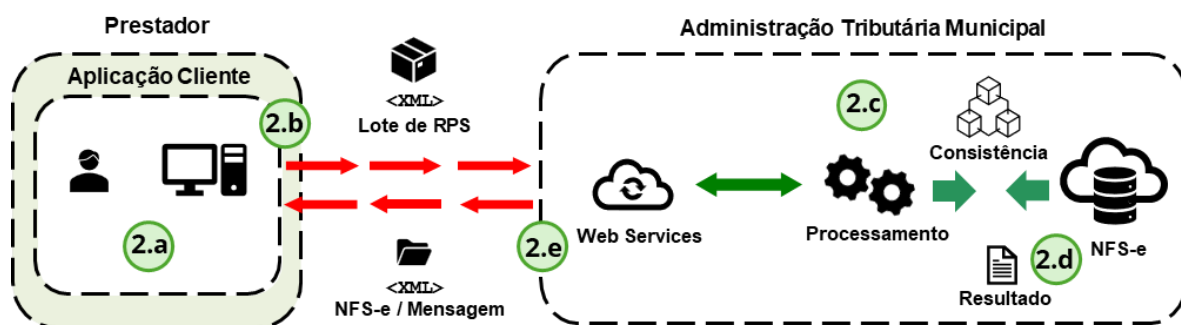 Prestador
Administração Tributária Municipal
Aplicação Cliente
<XML>
Lote de RPS
2.b
2.c
Consistência
2.a
2.e
Web Services
Processamento
2.d
NFS-e
<XML>
NFS-e / Mensagem
Resultado